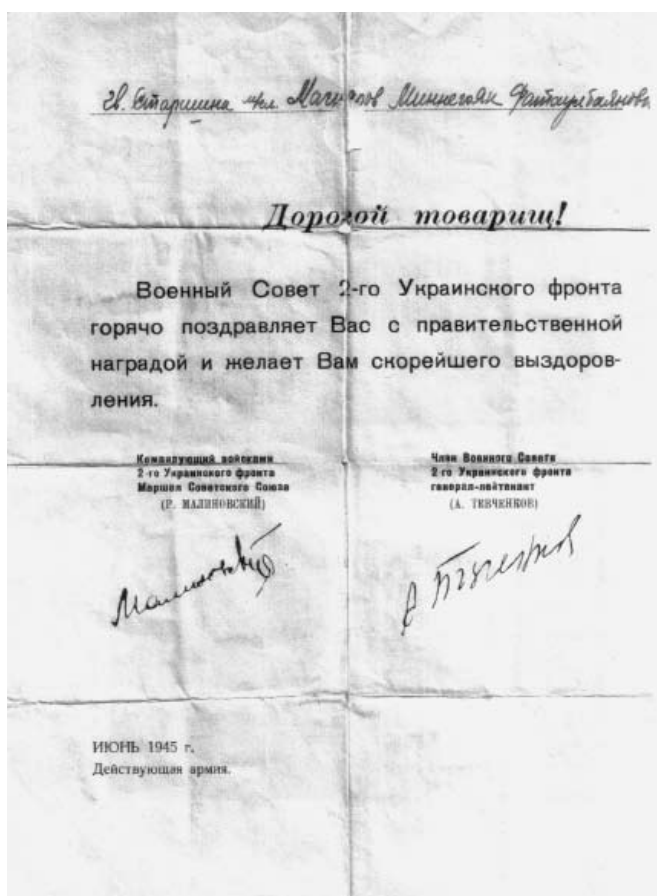 гв. Старшина
Дорогой товарищ!
Военный Совет 2-го Украинского фронта
горячо поздравляет Вас с правительственной
наградой и желает Вам скорейшего выздоров-
ления.
Командующий войсками
2-го Украинского фронта
Маршал Советского Союза
(Р. МАЛИНОВСКИЙ)
Член Военного Совета
2-го Украинского фронта
генерал-лейтенант
(А. ТЕВЧЕНКОВ)
Малиновский
ИЮНЬ 1945 г.
Действующая армия.